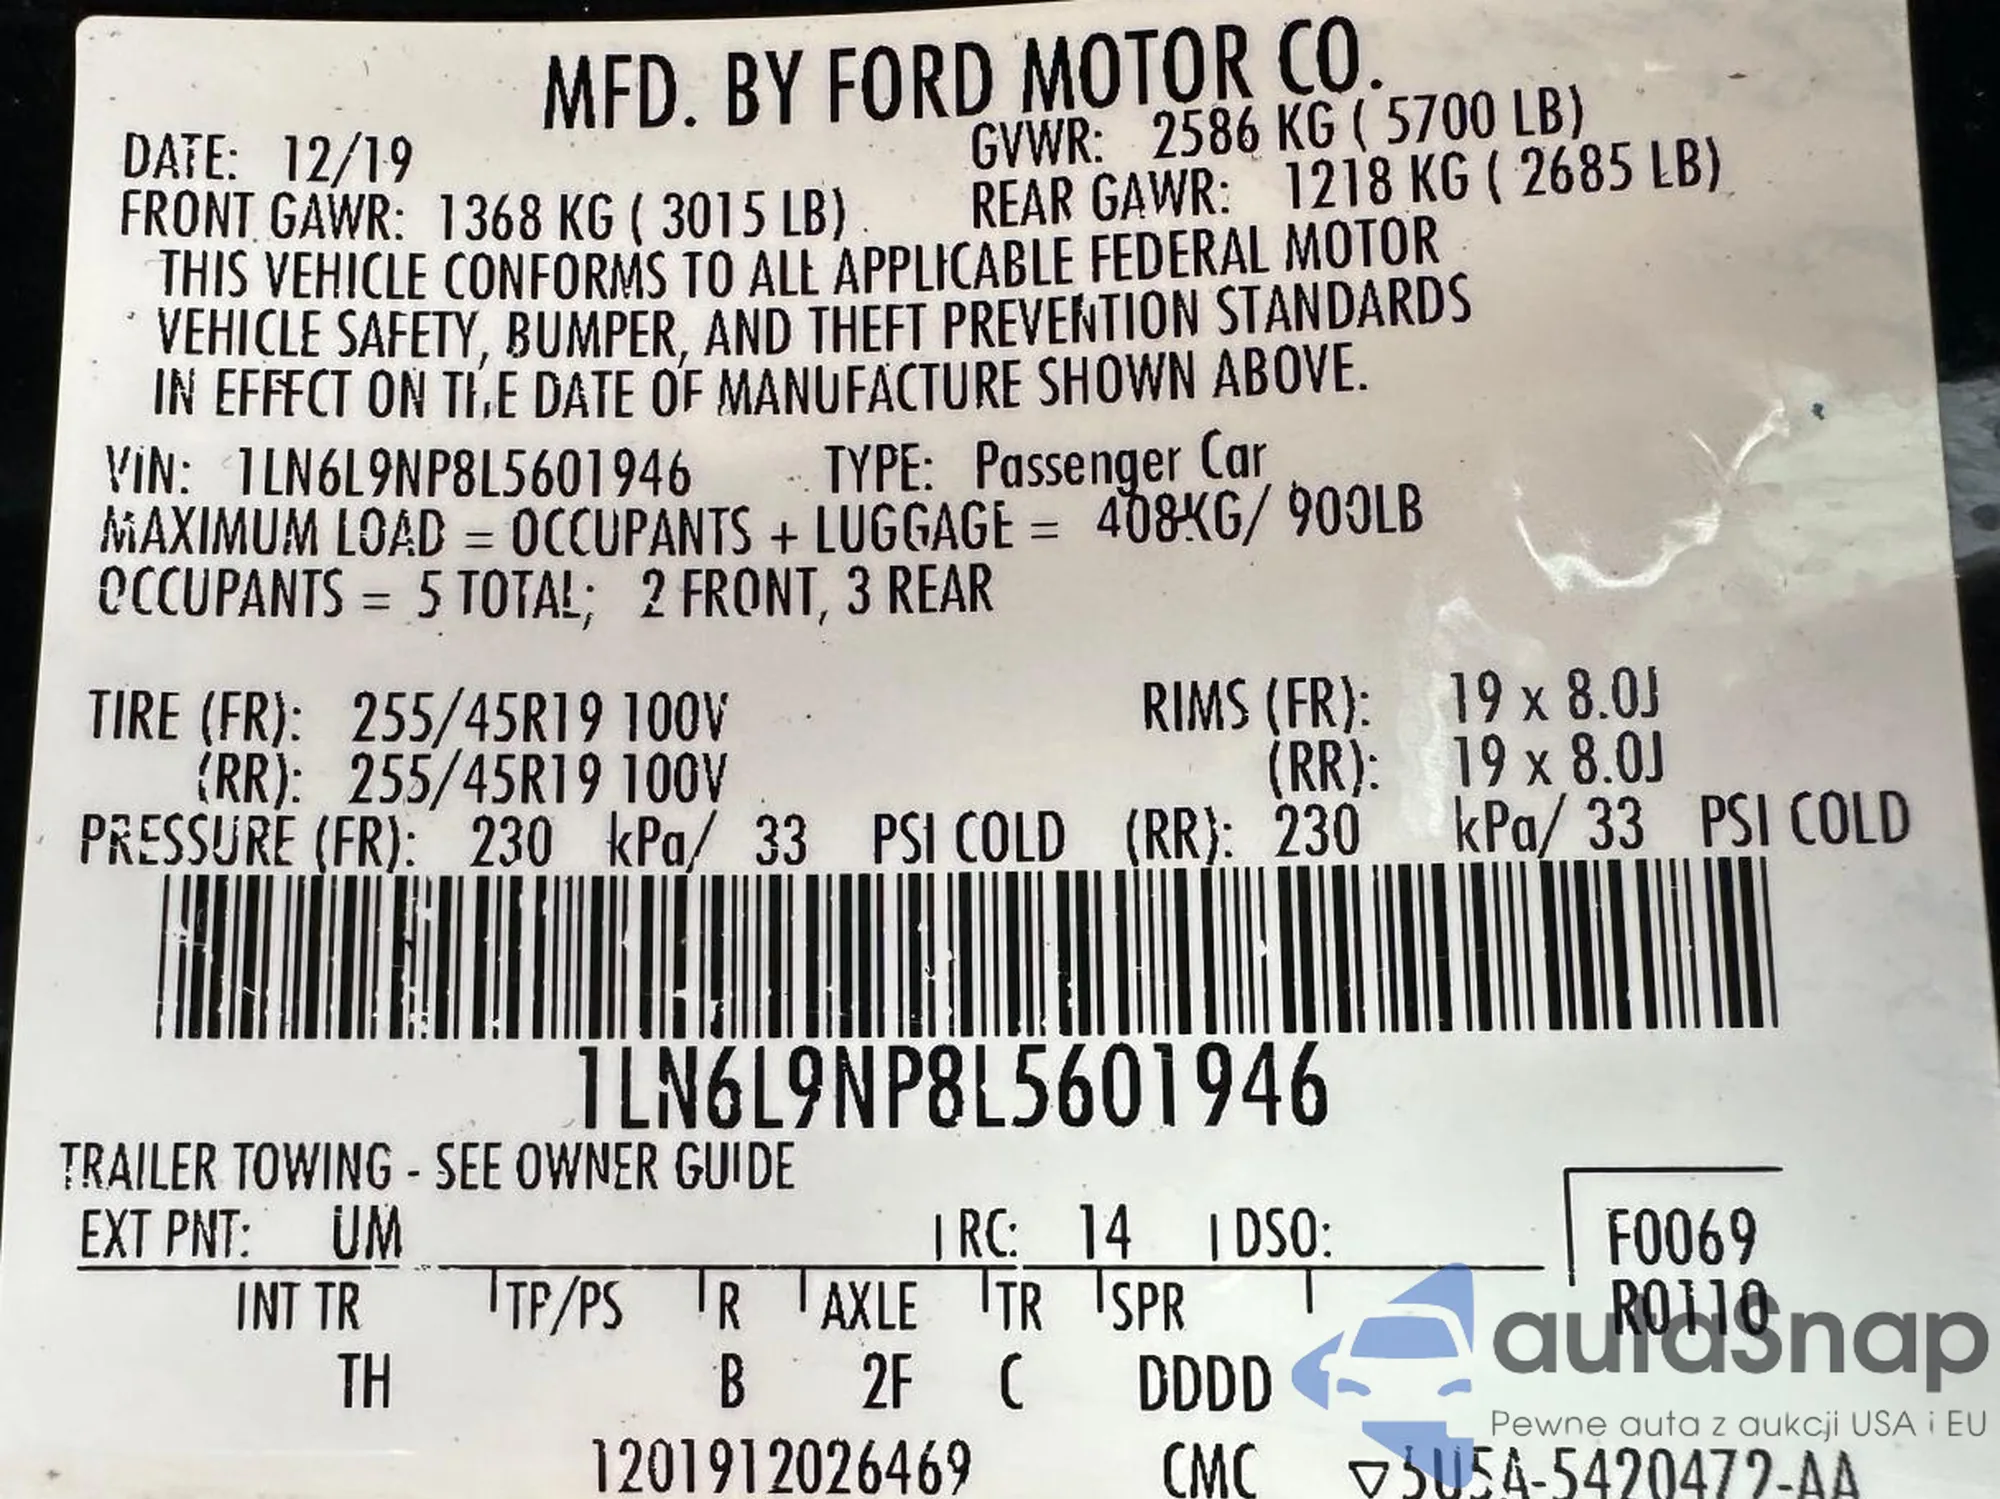 MFD. BY FORD MOTOR CO.
DATE: 12/19 GVWR: 2586 KG ( 5700 LB)
FRONT GAWR: 1368 KG ( 3015 LB) REAR GAWR: 1218 KG ( 2685 LB)
THIS VEHICLE CONFORMS TO ALL APPLICABLE FEDERAL MOTOR
VEHICLE SAFETY, BUMPER, AND THEFT PREVENTION STANDARDS
IN EFFECT ON THE DATE OF MANUFACTURE SHOWN ABOVE.
VIN: 1LN6L9NP8L5601946 TYPE: Passenger Car
MAXIMUM LOAD = OCCUPANTS + LUGGAGE = 408KG/ 900LB
OCCUPANTS = 5 TOTAL; 2 FRONT, 3 REAR
TIRE (FR): 255/45R19 100V RIMS (FR): 19 x 8.0J
(RR): 255/45R19 100V (RR): 19 x 8.0J
PRESSURE (FR): 230 kPa/ 33 PSI COLD (RR): 230 kPa/ 33 PSI COLD
1LN6L9NP8L5601946
TRAILER TOWING - SEE OWNER GUIDE
EXT PNT: UM RC: 14 DSO: F0069
INT TR TP/PS R AXLE TR SPR R0110
TH B 2F C DDDD
autaSnap
Pewne auta z aukcji USA i EU
1201912026469 CMC ▽5U5A-5420472-AA